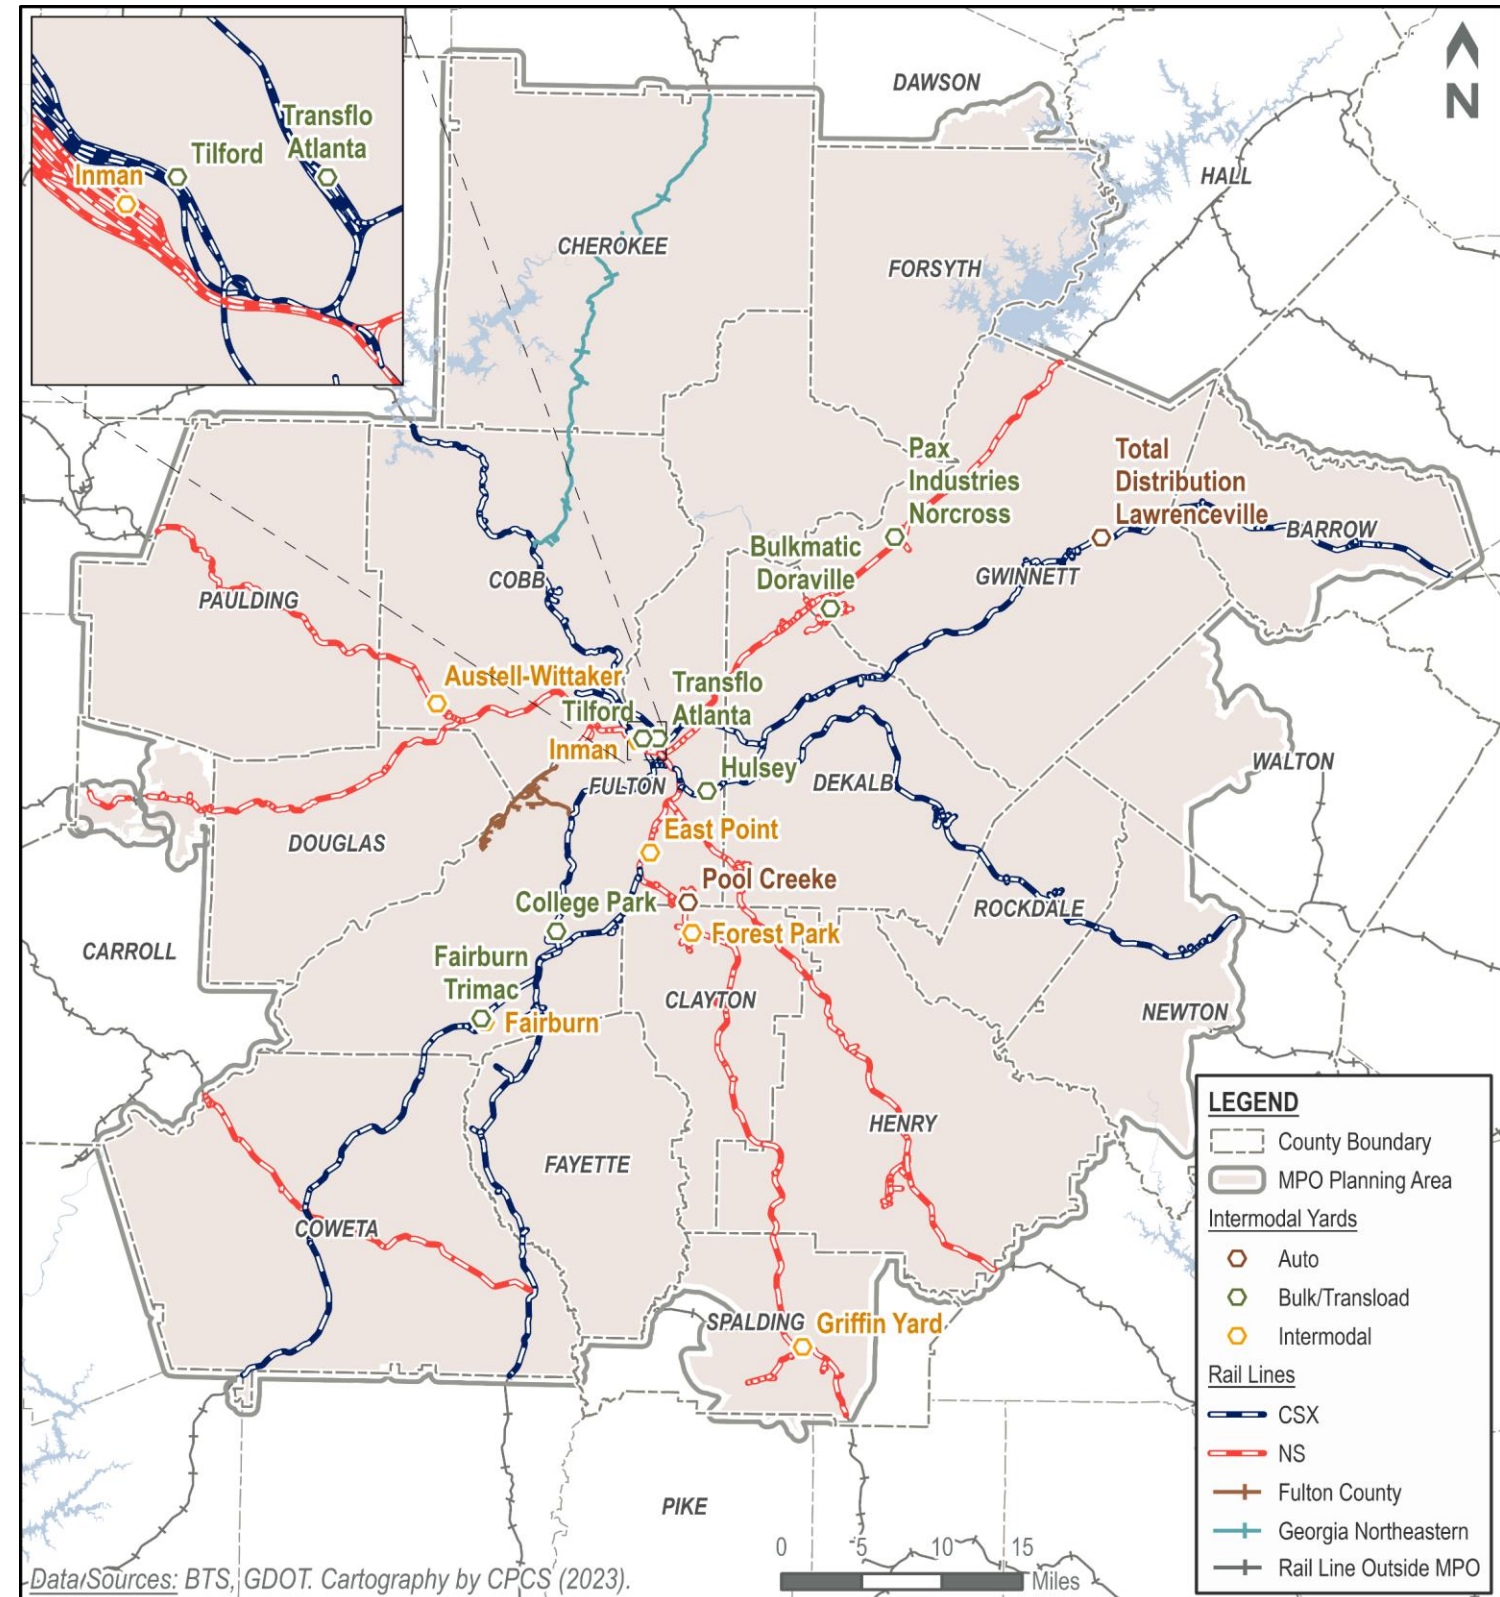 Transflo
Atlanta
Tilford
Inman
N
DAWSON
HALL
CHEROKEE
FORSYTH
Pax
Industries
Norcross
Total
Distribution
Lawrenceville
BARROW
Bulkmatic
Doraville
GWINNETT
COBB
PAULDING
Austell-Wittaker
Transflo
Atlanta
Tilford
Inman
Hulsey
FULTON
DEKALB
WALTON
DOUGLAS
East Point
Pool Creeke
College Park
Forest Park
ROCKDALE
CARROLL
Fairburn
Trimac
Fairburn
CLAYTON
NEWTON
HENRY
FAYETTE
COWETA
SPALDING
Griffin Yard
PIKE
LEGEND
County Boundary
MPO Planning Area
Intermodal Yards
Auto
Bulk/Transload
Intermodal
Rail Lines
CSX
NS
Fulton County
Georgia Northeastern
Rail Line Outside MPO
0 5 10 15
Miles
Data Sources: BTS, GDOT. Cartography by CPCS (2023).